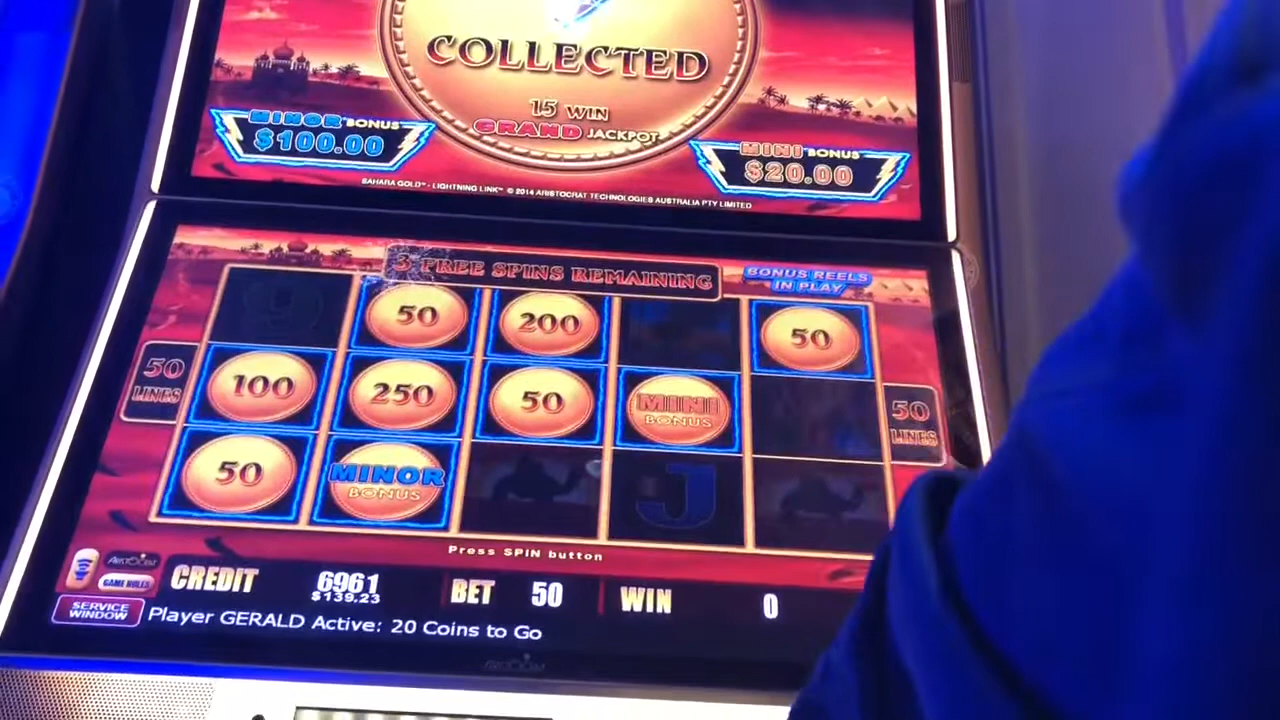 COLLECTED
15 WIN
GRAND JACKPOT
MINOR BONUS
$100.00
MINI BONUS
$20.00
SAHARA GOLD™ - LIGHTNING LINK™ © 2014 ARISTOCRAT TECHNOLOGIES AUSTRALIA PTY LIMITED
3 FREE SPINS REMAINING
BONUS REELS
IN PLAY
9
50
200
50
50
LINES
100
250
50
MINI
BONUS
50
LINES
50
MINOR
BONUS
J
Press SPIN button
ARISTOCRAT
GAME RULES
CREDIT 6961 BET 50 WIN 0
$139.23
SERVICE
WINDOW
Player GERALD Active: 20 Coins to Go
ARISTOCRAT